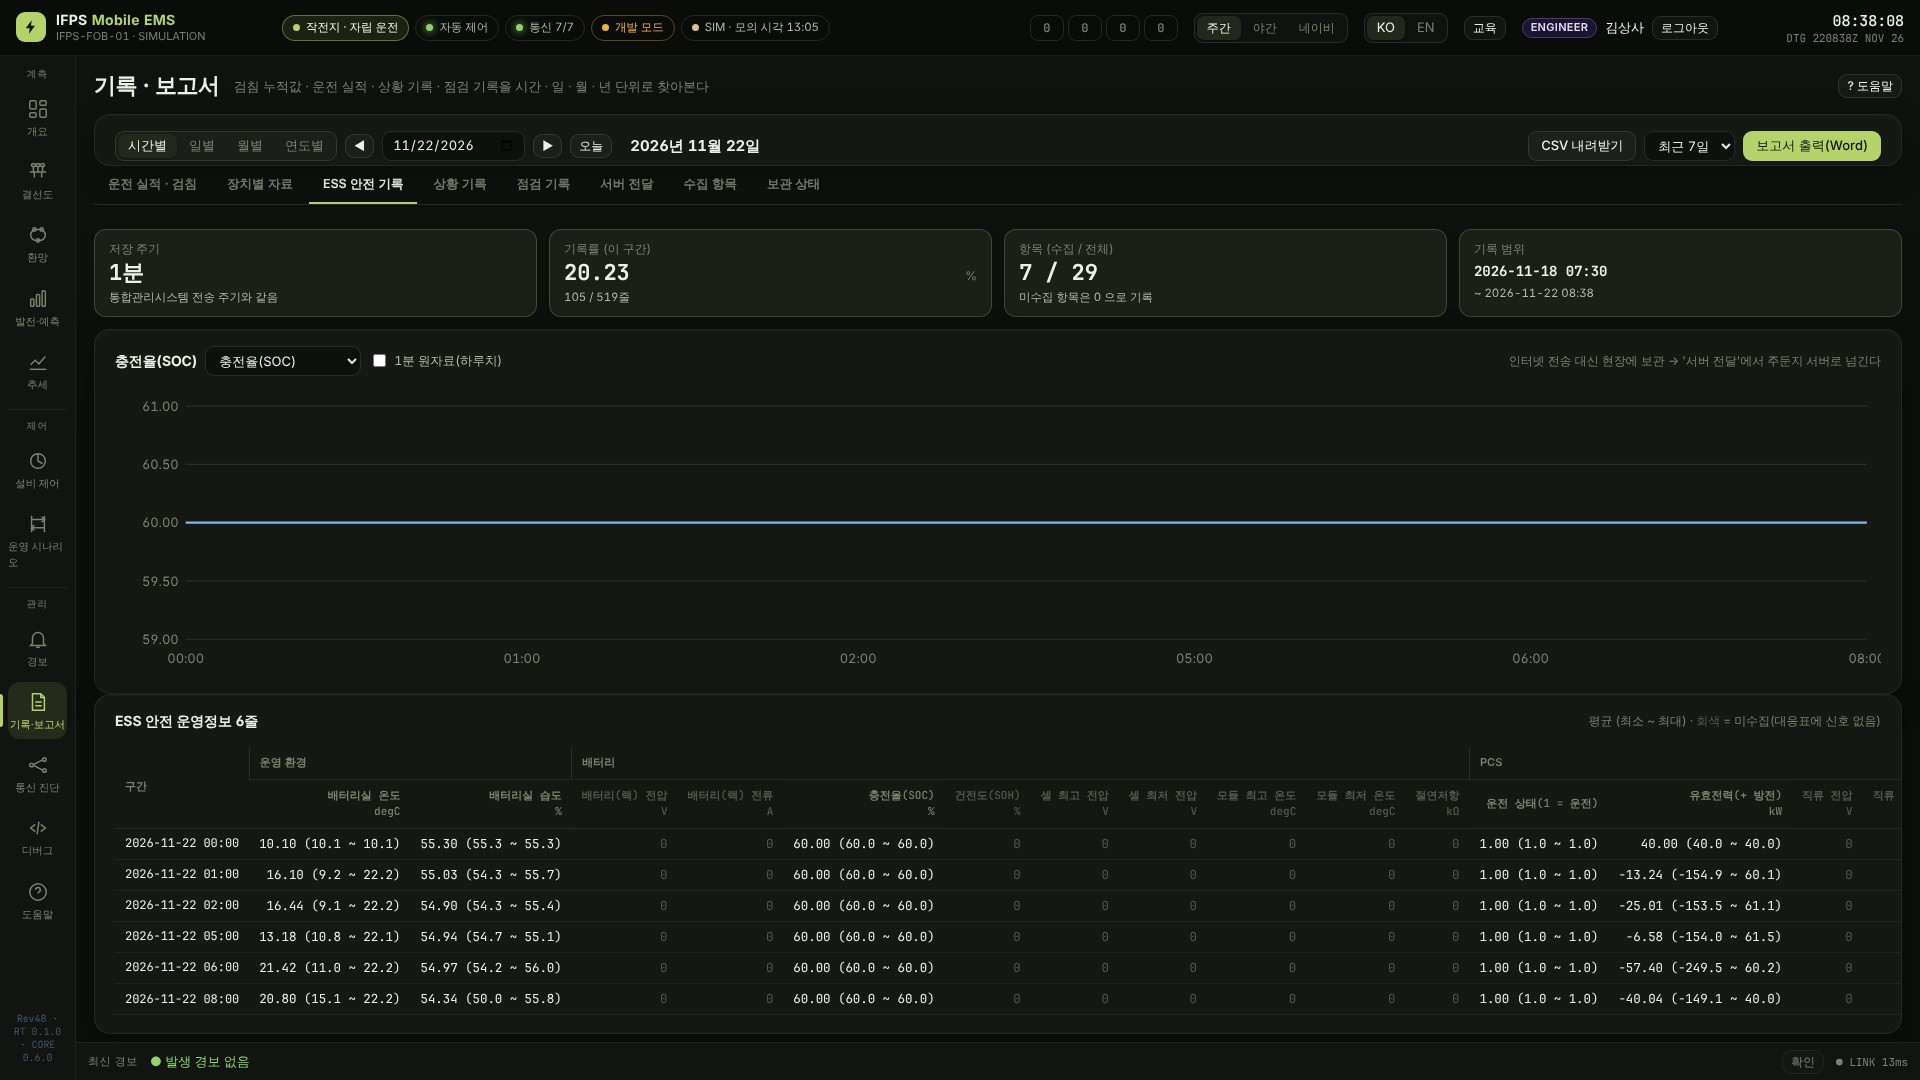 IFPS Mobile EMS
IFPS-FOB-01 · SIMULATION
작전지 · 자립 운전
자동 제어
통신 7/7
개발 모드
SIM · 모의 시각 13:05
0 0 0 0
주간 야간 네이비
KO EN
교육
ENGINEER 김상사 로그아웃
08:38:08
DTG 220838Z NOV 26
계측
개요
결선도
환망
발전·예측
추세
제어
설비 제어
운영 시나리
오
관리
경보
기록·보고서
통신 진단
디버그
도움말
Rev48 ·
RT 0.1.0
· CORE
0.6.0
기록 · 보고서 검침 누적값 · 운전 실적 · 상황 기록 · 점검 기록을 시간 · 일 · 월 · 년 단위로 찾아본다
? 도움말
시간별 일별 월별 연도별 ◀ 11/22/2026 ▶ 오늘 2026년 11월 22일
CSV 내려받기 최근 7일 보고서 출력(Word)
운전 실적 · 검침 장치별 자료 ESS 안전 기록 상황 기록 점검 기록 서버 전달 수집 항목 보관 상태
저장 주기
1분
통합관리시스템 전송 주기와 같음
기록률 (이 구간)
20.23 %
105 / 519줄
항목 (수집 / 전체)
7 / 29
미수집 항목은 0 으로 기록
기록 범위
2026-11-18 07:30
~ 2026-11-22 08:38
충전율(SOC) 충전율(SOC) 1분 원자료(하루치)
인터넷 전송 대신 현장에 보관 → '서버 전달'에서 주둔지 서버로 넘긴다
61.00
60.50
60.00
59.50
59.00
00:00 01:00 02:00 05:00 06:00 08:00
ESS 안전 운영정보 6줄
평균 (최소 ~ 최대) · 회색 = 미수집(대응표에 신호 없음)
구간 운영 환경 배터리 PCS
배터리실 온도 배터리실 습도 배터리(랙) 전압 배터리(랙) 전류 충전율(SOC) 건전도(SOH) 셀 최고 전압 셀 최저 전압 모듈 최고 온도 모듈 최저 온도 절연저항 운전 상태(1 = 운전) 유효전력(+ 방전) 직류 전압 직류
degC % V A % % V V degC degC kΩ kW V
2026-11-22 00:00 10.10 (10.1 ~ 10.1) 55.30 (55.3 ~ 55.3) 0 0 60.00 (60.0 ~ 60.0) 0 0 0 0 0 0 1.00 (1.0 ~ 1.0) 40.00 (40.0 ~ 40.0) 0
2026-11-22 01:00 16.10 (9.2 ~ 22.2) 55.03 (54.3 ~ 55.7) 0 0 60.00 (60.0 ~ 60.0) 0 0 0 0 0 0 1.00 (1.0 ~ 1.0) -13.24 (-154.9 ~ 60.1) 0
2026-11-22 02:00 16.44 (9.1 ~ 22.2) 54.90 (54.3 ~ 55.4) 0 0 60.00 (60.0 ~ 60.0) 0 0 0 0 0 0 1.00 (1.0 ~ 1.0) -25.01 (-153.5 ~ 61.1) 0
2026-11-22 05:00 13.18 (10.8 ~ 22.1) 54.94 (54.7 ~ 55.1) 0 0 60.00 (60.0 ~ 60.0) 0 0 0 0 0 0 1.00 (1.0 ~ 1.0) -6.58 (-154.0 ~ 61.5) 0
2026-11-22 06:00 21.42 (11.0 ~ 22.2) 54.97 (54.2 ~ 56.0) 0 0 60.00 (60.0 ~ 60.0) 0 0 0 0 0 0 1.00 (1.0 ~ 1.0) -57.40 (-249.5 ~ 60.2) 0
2026-11-22 08:00 20.80 (15.1 ~ 22.2) 54.34 (50.0 ~ 55.8) 0 0 60.00 (60.0 ~ 60.0) 0 0 0 0 0 0 1.00 (1.0 ~ 1.0) -40.04 (-149.1 ~ 40.0) 0
최신 경보 발생 경보 없음
확인 LINK 13ms